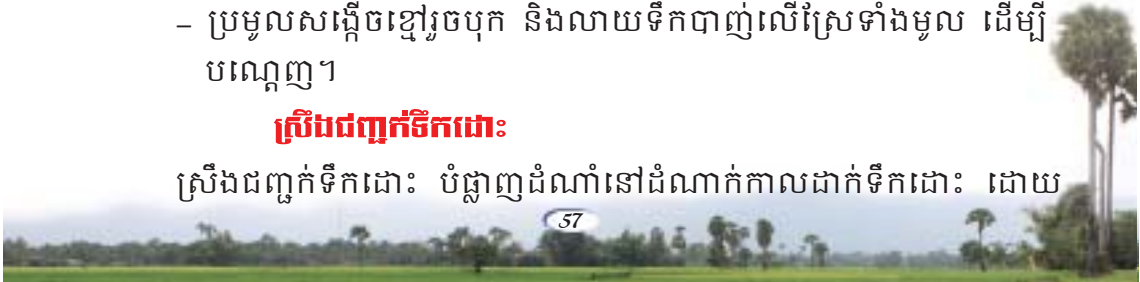 – ប្រមូលសង្កើចខ្មៅរួចបុក និងលាយទឹកបាញ់លើស្រែទាំងមូល ដើម្បី
បណ្តេញ។
ស្រឹងជញ្ជក់ទឹកដោះ
ស្រឹងជញ្ជក់ទឹកដោះ បំផ្លាញដំណាំនៅដំណាក់កាលដាក់ទឹកដោះ ដោយ
57